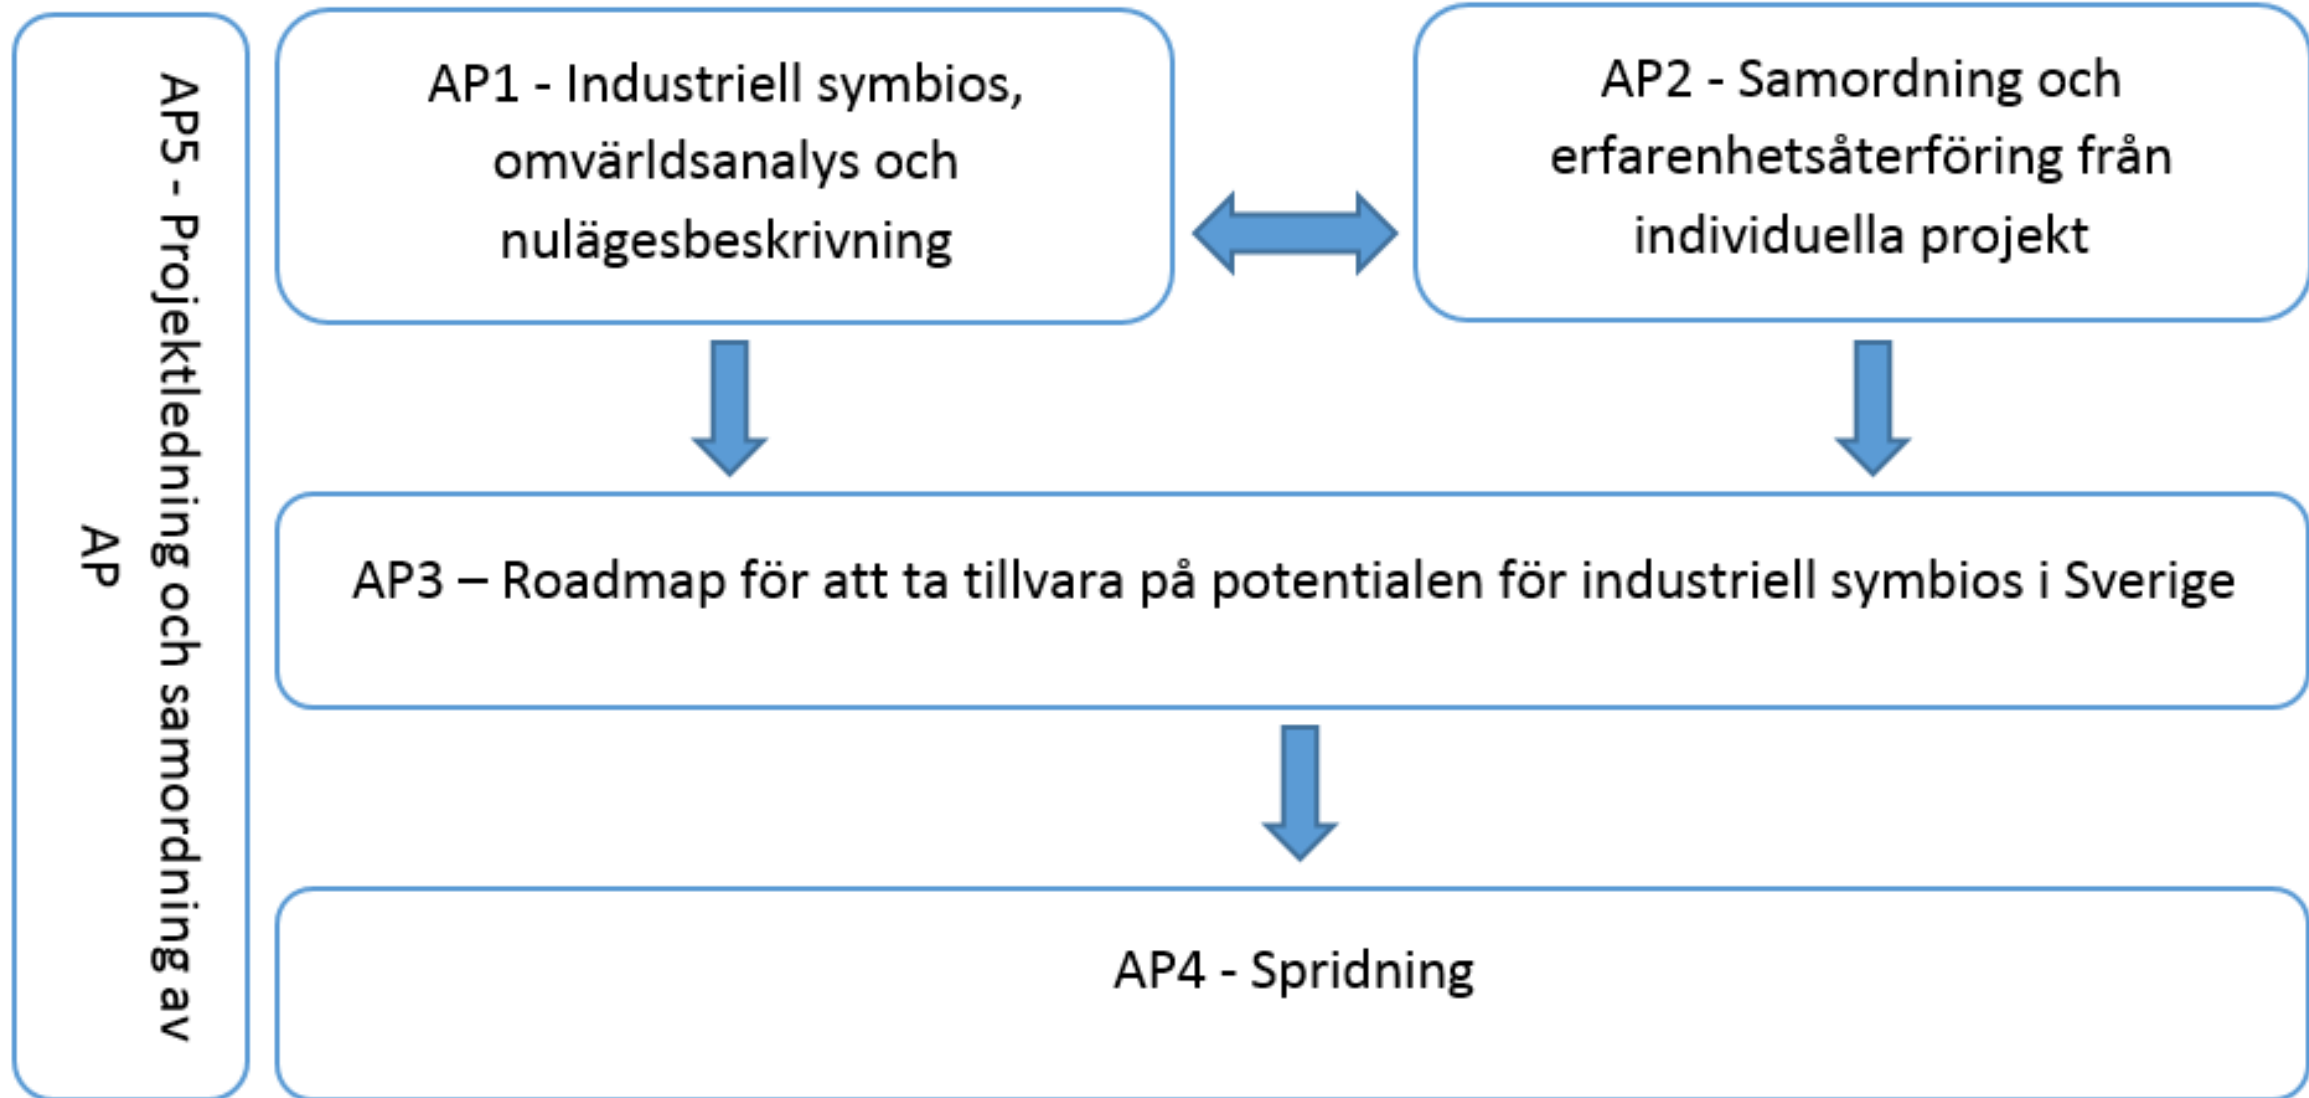 AP5 - Projektledning och samordning av
AP
AP1 - Industriell symbios,
omvärldsanalys och
nulägesbeskrivning
AP2 - Samordning och
erfarenhetsåterföring från
individuella projekt
AP3 – Roadmap för att ta tillvara på potentialen för industriell symbios i Sverige
AP4 - Spridning